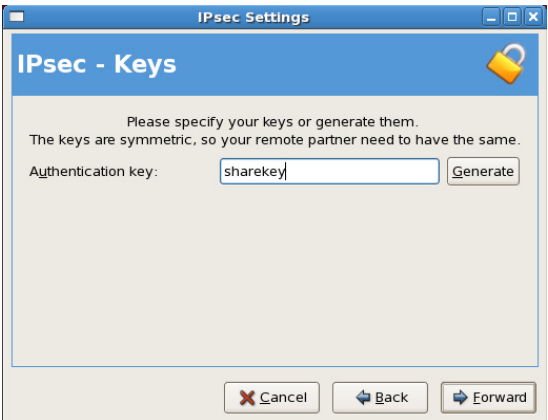 IPsec Settings
IPsec - Keys
Please specify your keys or generate them.
The keys are symmetric, so your remote partner need to have the same.
Authentication key: sharekey Generate
Cancel Back Forward